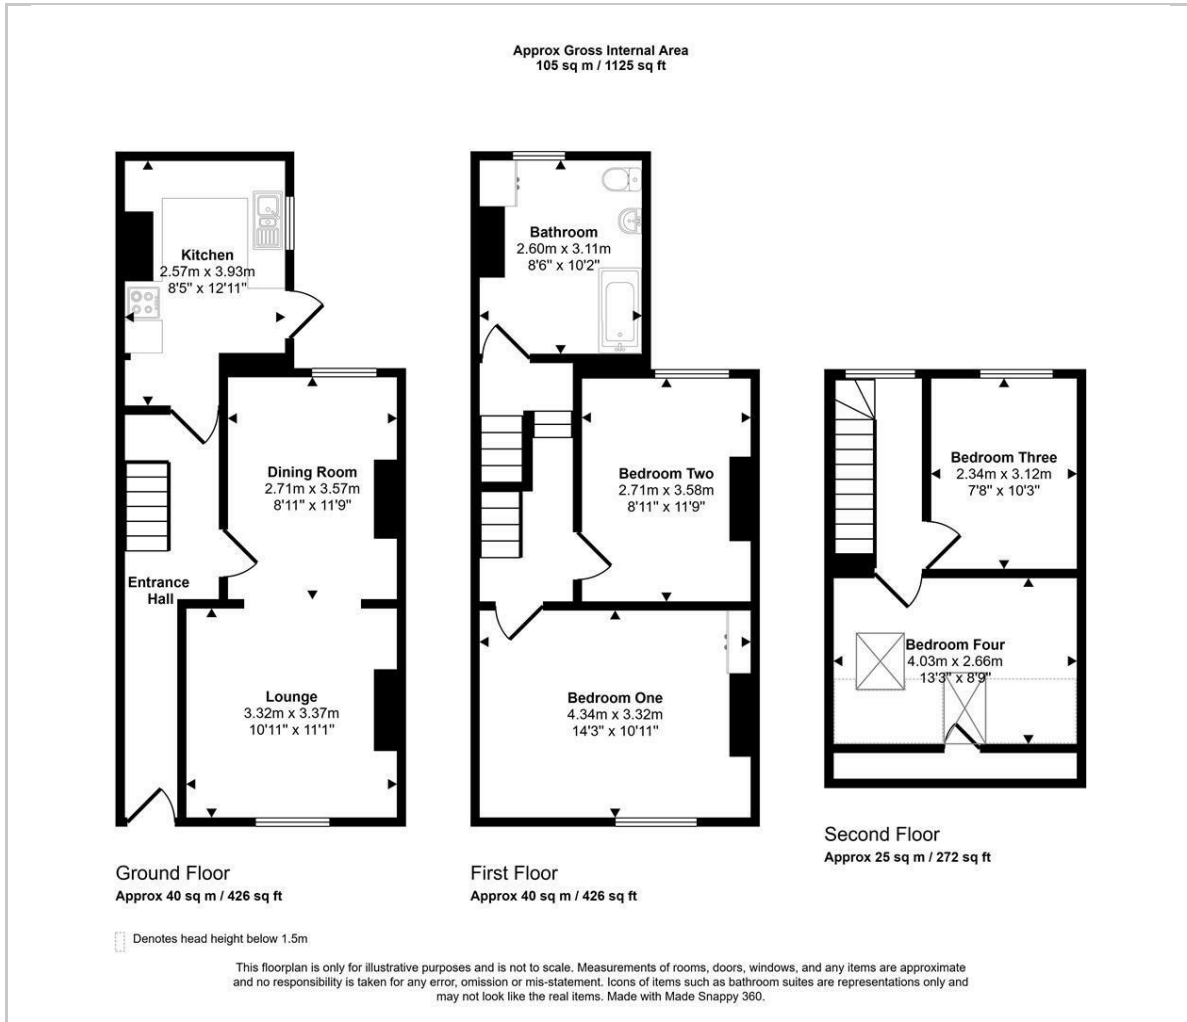 Approx Gross Internal Area
105 sq m / 1125 sq ft
Kitchen
2.57m x 3.93m
8'5" x 12'11"
Dining Room
2.71m x 3.57m
8'11" x 11'9"
Entrance
Hall
Lounge
3.32m x 3.37m
10'11" x 11'1"
Ground Floor
Approx 40 sq m / 426 sq ft
Bathroom
2.60m x 3.11m
8'6" x 10'2"
Bedroom Two
2.71m x 3.58m
8'11" x 11'9"
Bedroom One
4.34m x 3.32m
14'3" x 10'11"
First Floor
Approx 40 sq m / 426 sq ft
Bedroom Three
2.34m x 3.12m
7'8" x 10'3"
Bedroom Four
4.03m x 2.66m
13'3" x 8'9"
Second Floor
Approx 25 sq m / 272 sq ft
Denotes head height below 1.5m
This floorplan is only for illustrative purposes and is not to scale. Measurements of rooms, doors, windows, and any items are approximate
and no responsibility is taken for any error, omission or mis-statement. Icons of items such as bathroom suites are representations only and
may not look like the real items. Made with Made Snappy 360.